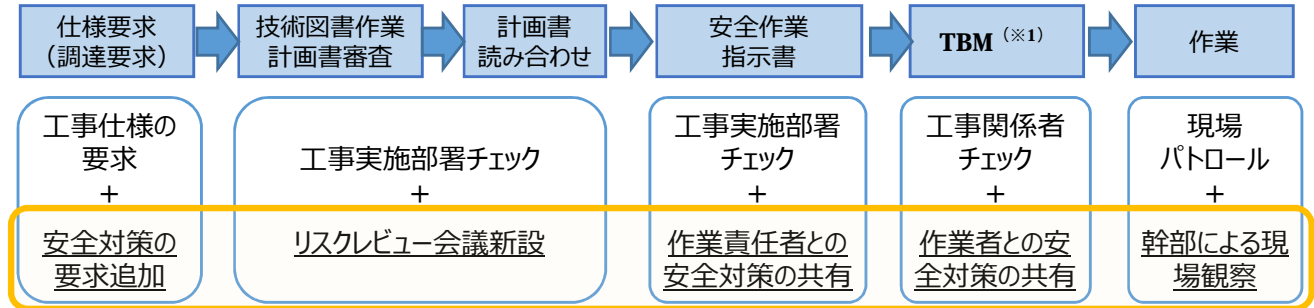 仕様要求
（調達要求）
技術図書作業
計画書審査
計画書
読み合わせ
安全作業
指示書
TBM（※1）
作業
工事仕様の
要求
+
安全対策の
要求追加
工事実施部署チェック
+
リスクレビュー会議新設
工事実施部署
チェック
+
作業責任者との
安全対策の共有
工事関係者
チェック
+
作業者との安
全対策の共有
現場
パトロール
+
幹部による現
場観察